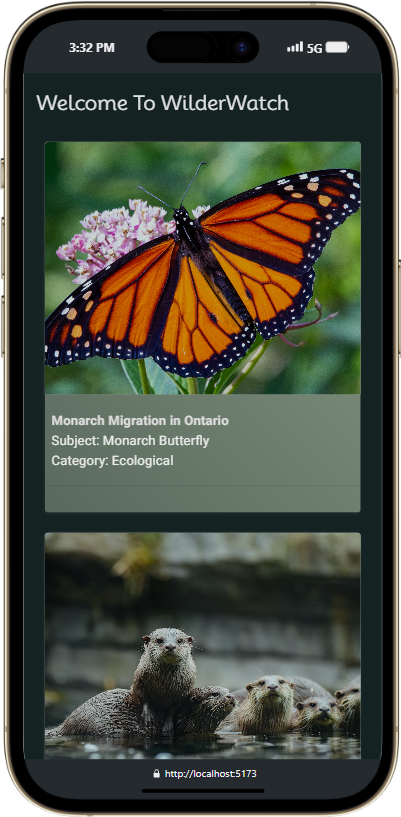 3:32 PM
5G
Welcome To WilderWatch
Monarch Migration in Ontario
Subject: Monarch Butterfly
Category: Ecological
http://localhost:5173